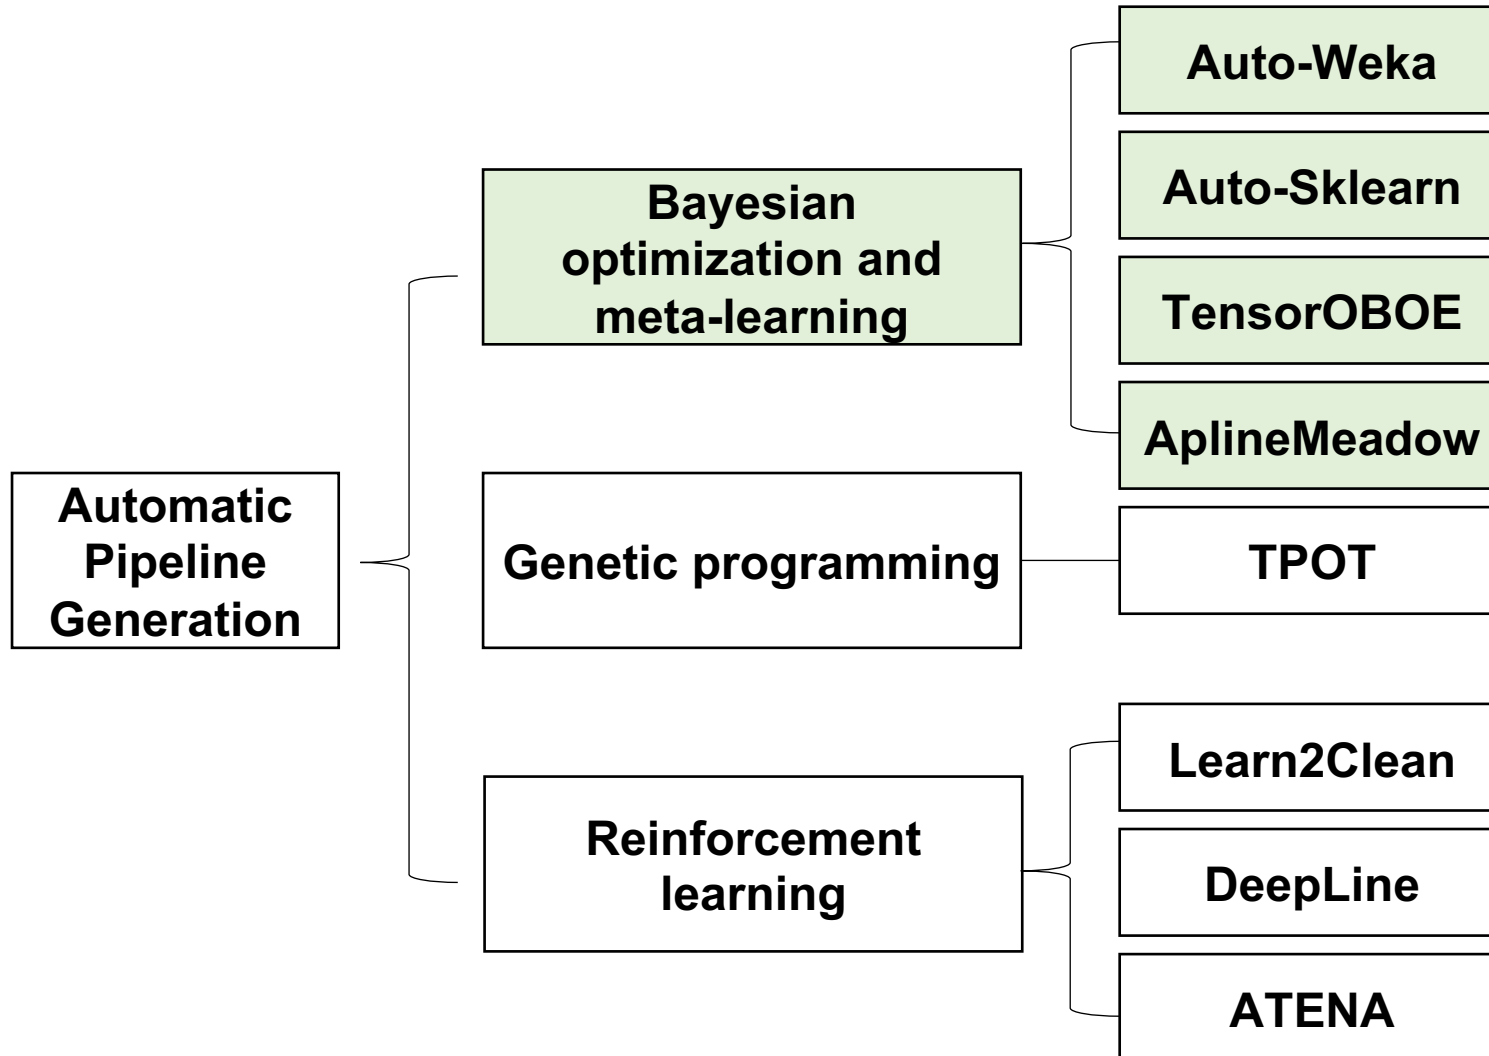 Automatic
Pipeline
Generation
Bayesian
optimization and
meta-learning
Auto-Weka
Auto-Sklearn
TensorOBOE
AplineMeadow
Genetic programming
TPOT
Reinforcement
learning
Learn2Clean
DeepLine
ATENA